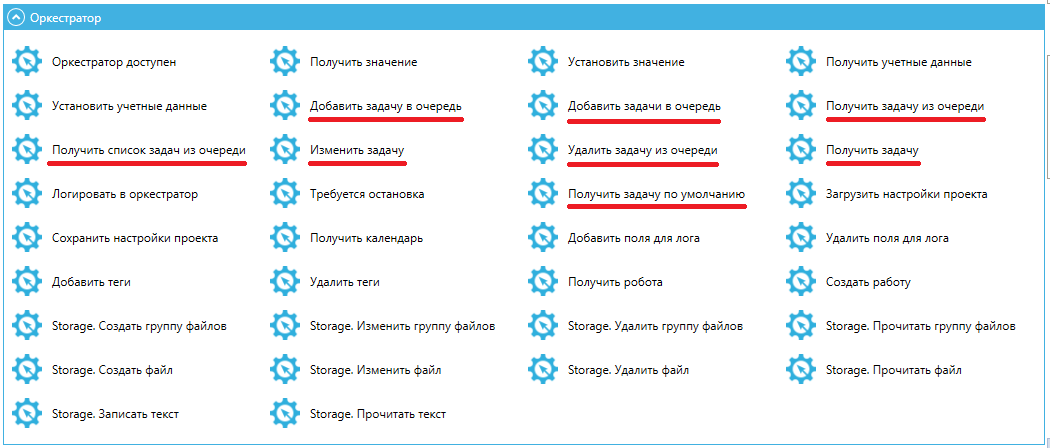 Оркестратор
Оркестратор доступен Получить значение Установить значение Получить учетные данные
Установить учетные данные Добавить задачу в очередь Добавить задачи в очередь Получить задачу из очереди
Получить список задач из очереди Изменить задачу Удалить задачу из очереди Получить задачу
Логировать в оркестратор Требуется остановка Получить задачу по умолчанию Загрузить настройки проекта
Сохранить настройки проекта Получить календарь Добавить поля для лога Удалить поля для лога
Добавить теги Удалить теги Получить робота Создать работу
Storage. Создать группу файлов Storage. Изменить группу файлов Storage. Удалить группу файлов Storage. Прочитать группу файлов
Storage. Создать файл Storage. Изменить файл Storage. Удалить файл Storage. Прочитать файл
Storage. Записать текст Storage. Прочитать текст